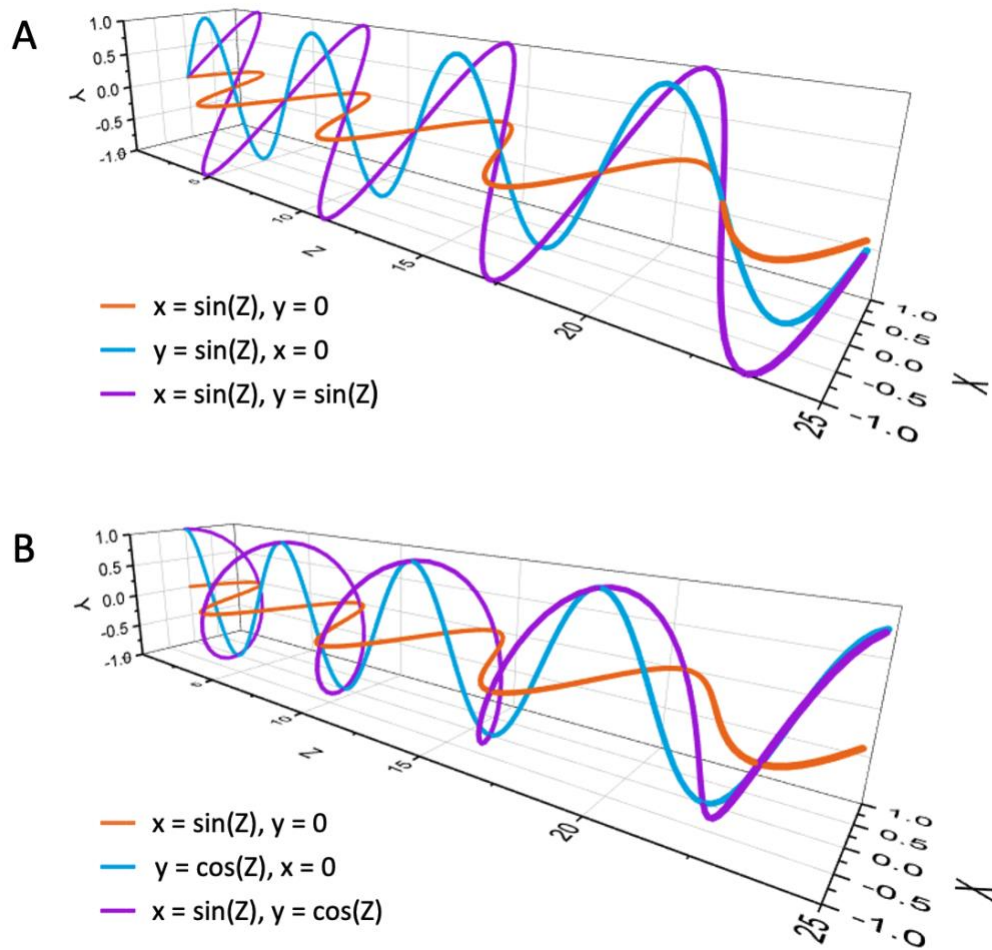 A
1.0
0.5
0.0
-0.5
-1.0
Y
0
5
10
15
20
25
Z
1.0
0.5
0.0
-0.5
-1.0
X
x = sin(Z), y = 0
y = sin(Z), x = 0
x = sin(Z), y = sin(Z)
B
1.0
0.5
0.0
-0.5
-1.0
Y
0
5
10
15
20
25
Z
1.0
0.5
0.0
-0.5
-1.0
X
x = sin(Z), y = 0
y = cos(Z), x = 0
x = sin(Z), y = cos(Z)